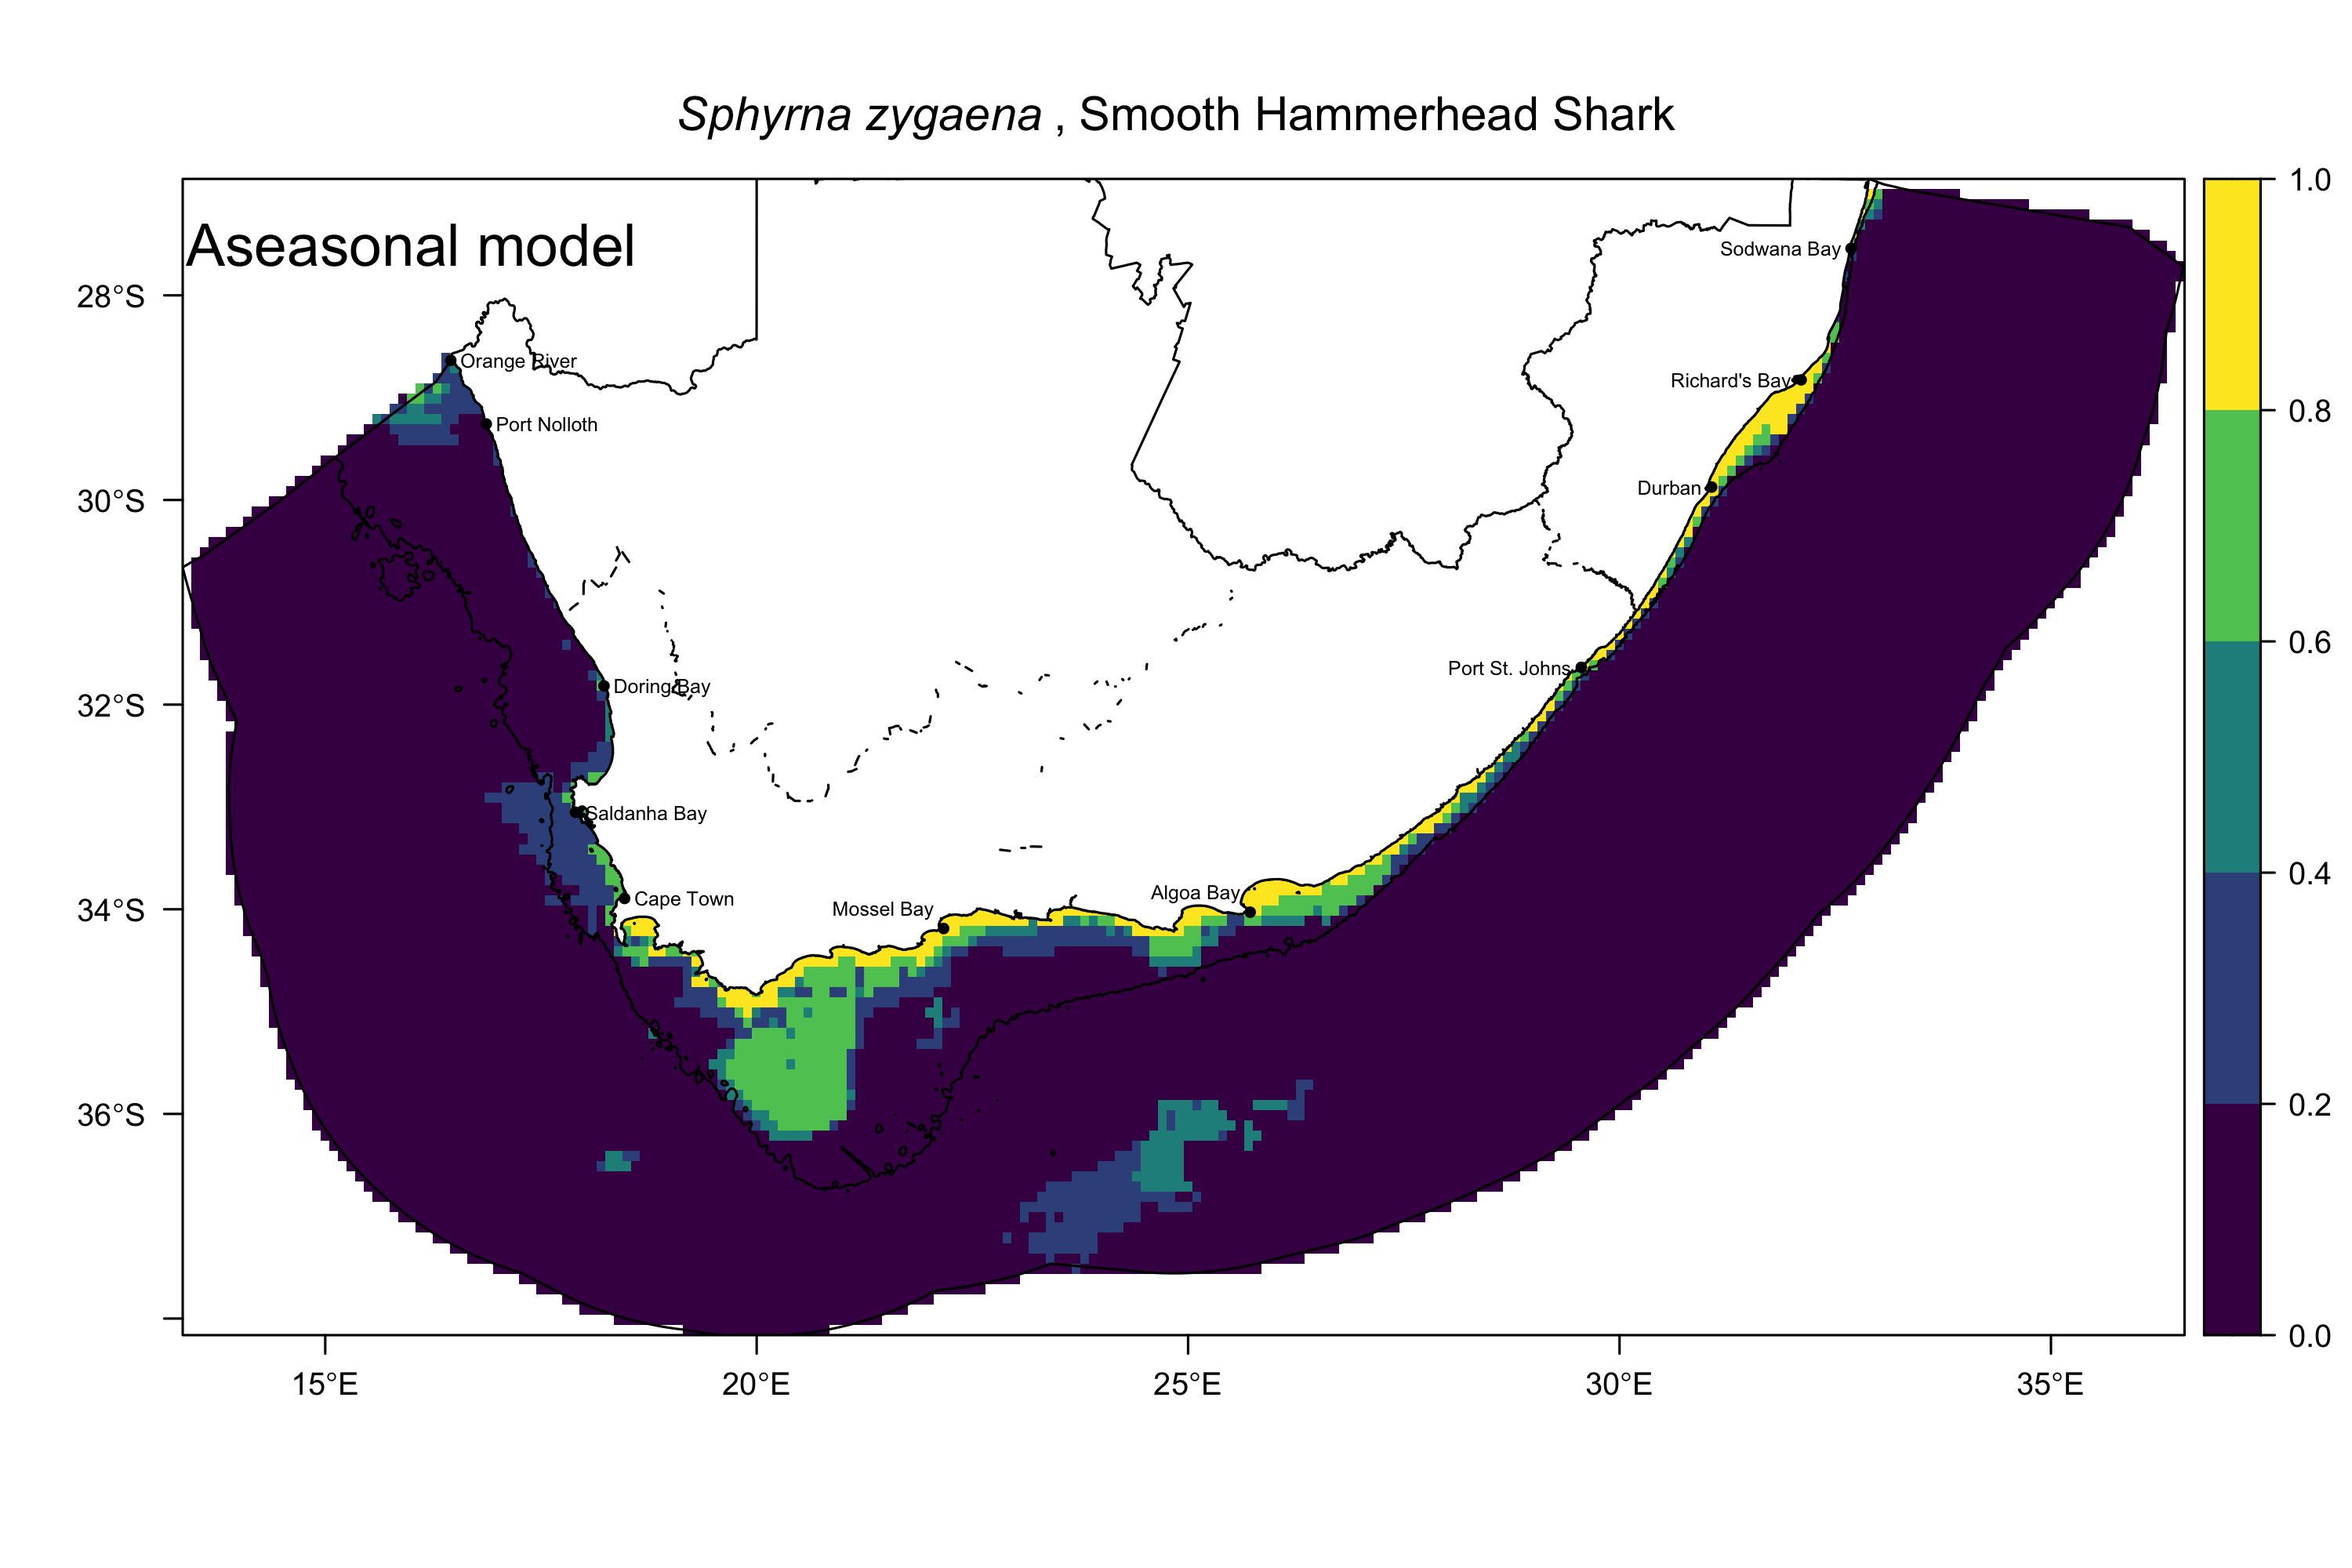 Sphyrna zygaena , Smooth Hammerhead Shark
Aseasonal model
1.0
0.8
0.6
0.4
0.2
0.0
28°S
30°S
32°S
34°S
36°S
Sodwana Bay
Orange River
Richard's Bay
Port Nolloth
Durban
Port St. Johns
Doring Bay
Saldanha Bay
Algoa Bay
Cape Town
Mossel Bay
15°E
20°E
25°E
30°E
35°E